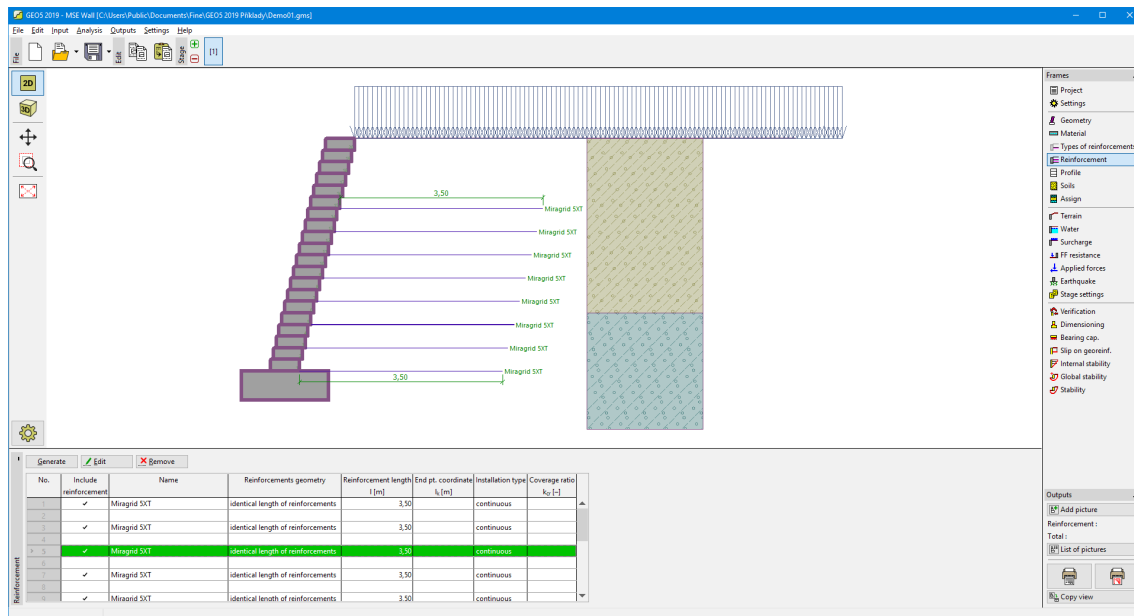 GEO5 2019 - MSE Wall [C:\Users\Public\Documents\Fine\GEO5 2019 Příklady\Demo01.gms]
File Edit Input Analysis Outputs Settings Help
File
Edit
Stage
[1]
2D
3D
3,50
Miragrid 5XT
Miragrid 5XT
Miragrid 5XT
Miragrid 5XT
Miragrid 5XT
Miragrid 5XT
Miragrid 5XT
Miragrid 5XT
3,50
Frames
Project
Settings
Geometry
Material
Types of reinforcements
Reinforcement
Profile
Soils
Assign
Terrain
Water
Surcharge
FF resistance
Applied forces
Earthquake
Stage settings
Verification
Dimensioning
Bearing cap.
Slip on georeinf.
Internal stability
Global stability
Stability
Generate Edit Remove
No. Include reinforcement Name Reinforcements geometry Reinforcement length l [m] End pt. coordinate lk [m] Installation type Coverage ratio
1 ✓ Miragrid 5XT identical length of reinforcements 3,50 continuous
2
3 ✓ Miragrid 5XT identical length of reinforcements 3,50 continuous
4
5 ✓ Miragrid 5XT identical length of reinforcements 3,50 continuous
6
7 ✓ Miragrid 5XT identical length of reinforcements 3,50 continuous
8
9 ✓ Miragrid 5XT identical length of reinforcements 3,50 continuous
Reinforcement
Outputs
Add picture
Reinforcement :
Total :
List of pictures
Copy view